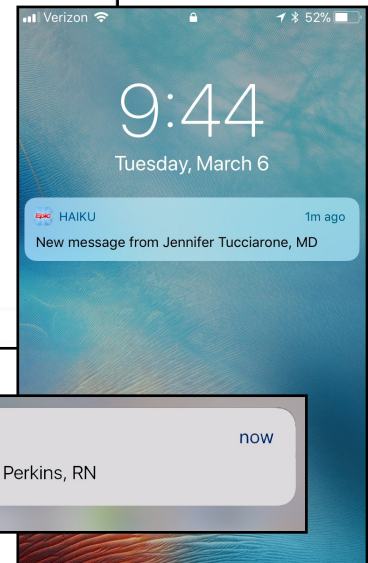 Verizon 52%
9:44
Tuesday, March 6
Epic HAIKU 1m ago
New message from Jennifer Tucciarone, MD
now
Perkins, RN